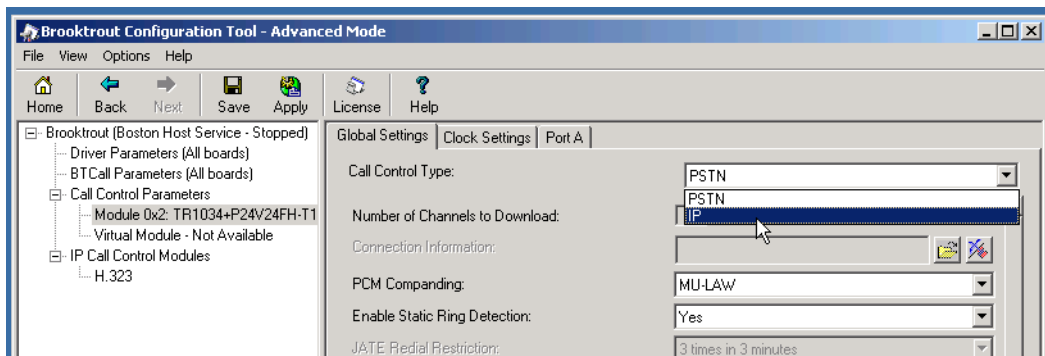 Brooktrout Configuration Tool - Advanced Mode
File View Options Help
Home Back Next Save Apply License Help
Brooktrout (Boston Host Service - Stopped)
Driver Parameters (All boards)
BTCall Parameters (All boards)
Call Control Parameters
Module 0x2: TR1034+P24V24FH-T1
Virtual Module - Not Available
IP Call Control Modules
H.323
Global Settings Clock Settings Port A
Call Control Type: PSTN
PSTN
IP
Number of Channels to Download:
Connection Information:
PCM Companding: MU-LAW
Enable Static Ring Detection: Yes
JATE Redial Restriction: 3 times in 3 minutes